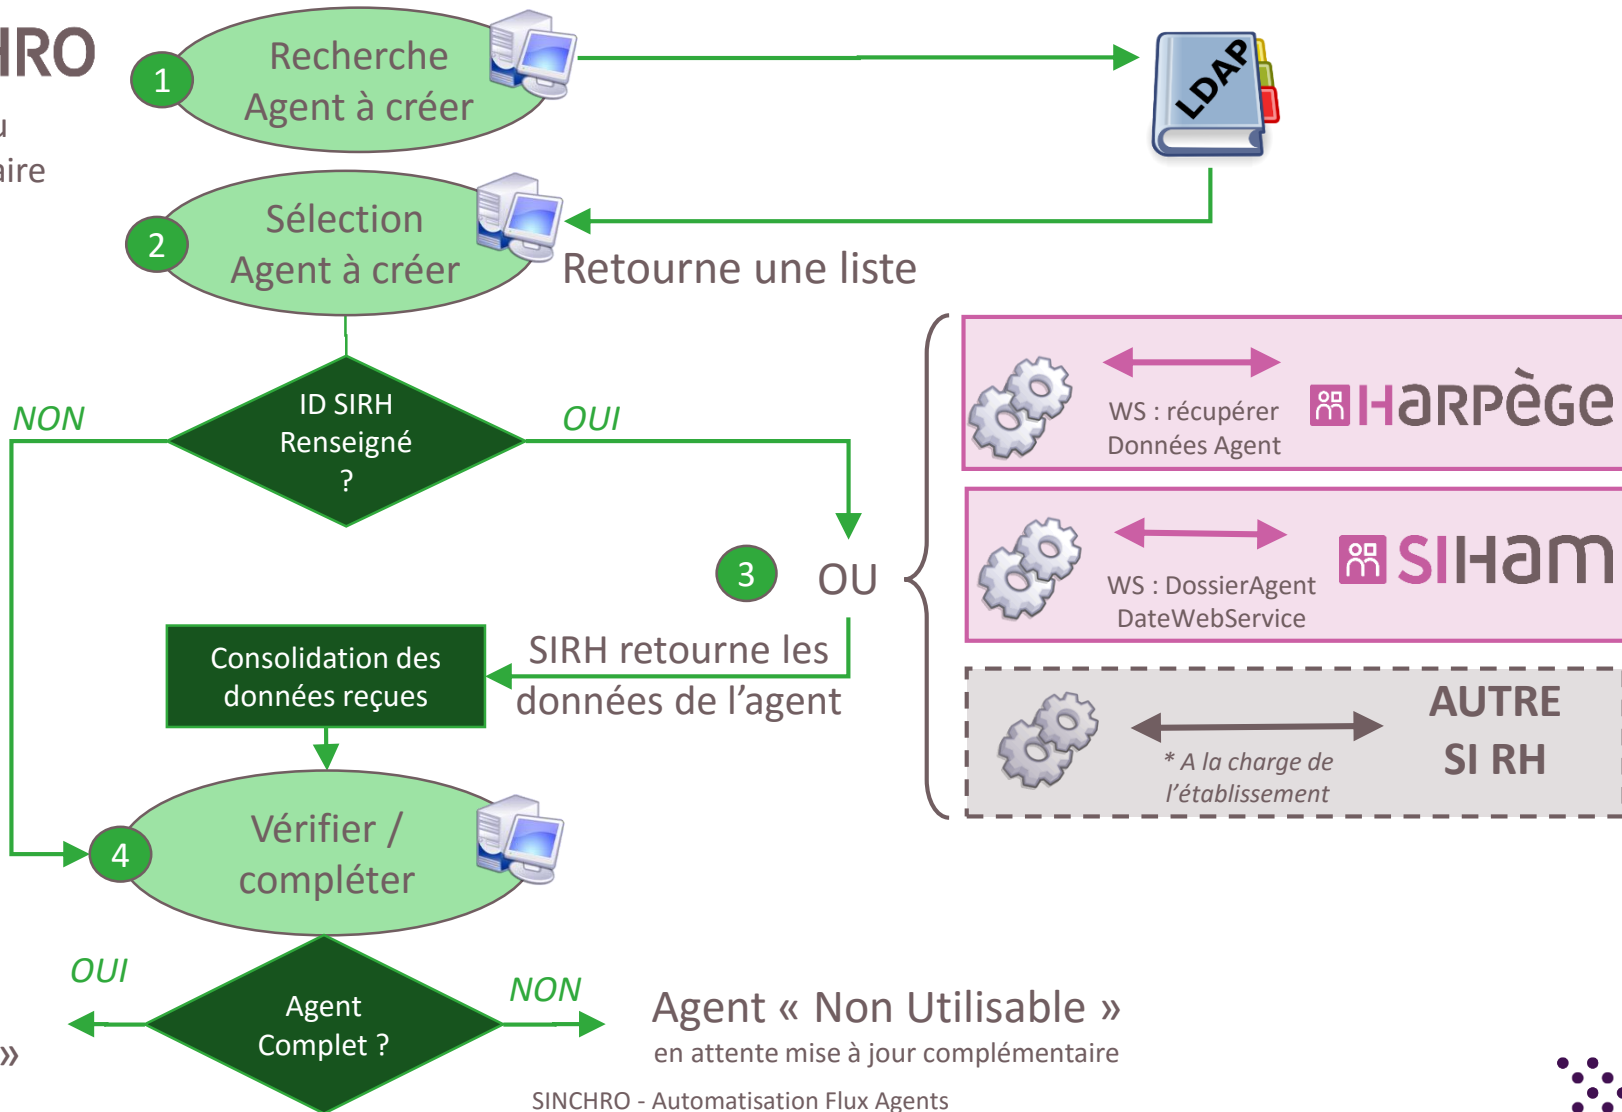 HRO
u
aire
1
Recherche
Agent à créer
LDAP
2
Sélection
Agent à créer
Retourne une liste
NON
ID SIRH
Renseigné
?
OUI
WS : récupérer
Données Agent
HARPÈGE
3
OU
WS : DossierAgent
DateWebService
SIHAM
SIRH retourne les
données de l’agent
Consolidation des
données reçues
* A la charge de
l’établissement
AUTRE
SI RH
4
Vérifier /
compléter
OUI
Agent
Complet ?
NON
»
Agent « Non Utilisable »
en attente mise à jour complémentaire
SINCHRO - Automatisation Flux Agents